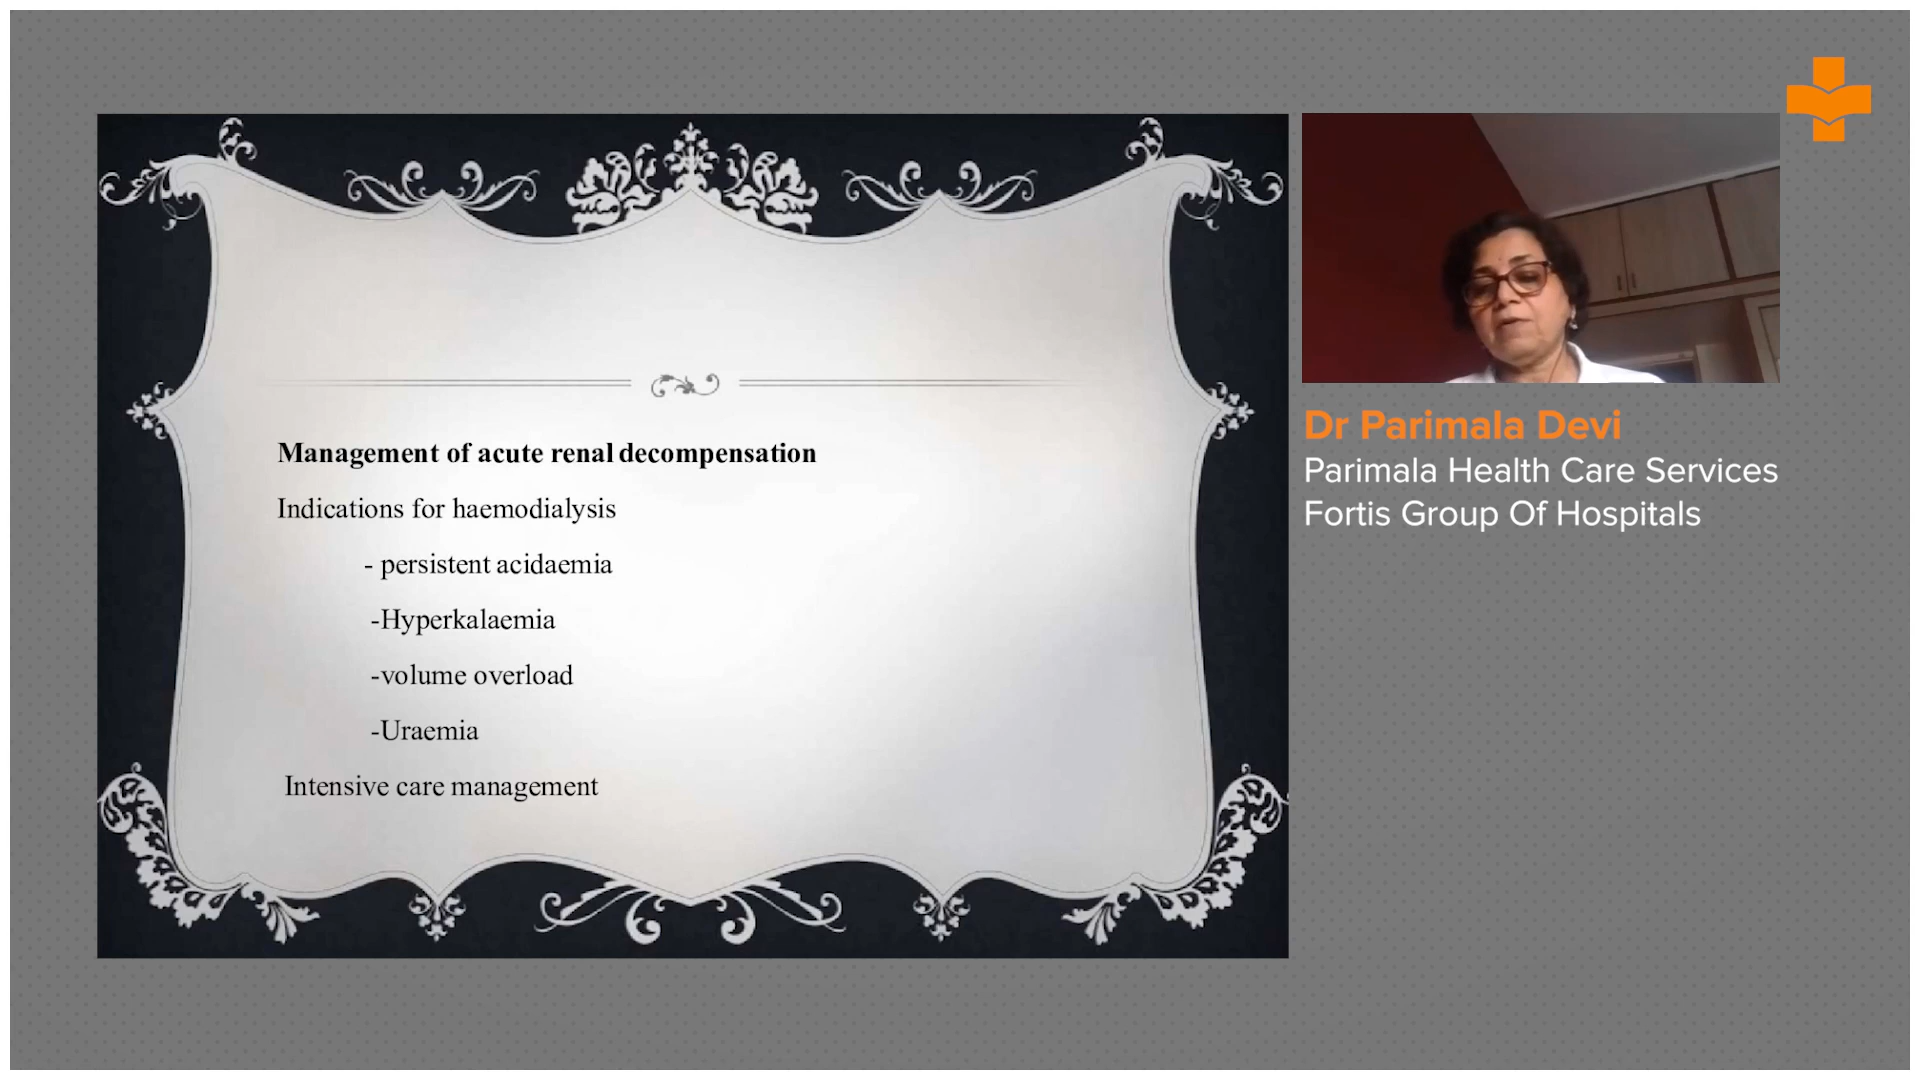 Management of acute renal decompensation
Indications for haemodialysis
- persistent acidaemia
-Hyperkalaemia
-volume overload
-Uraemia
Intensive care management
Dr Parimala Devi
Parimala Health Care Services
Fortis Group Of Hospitals